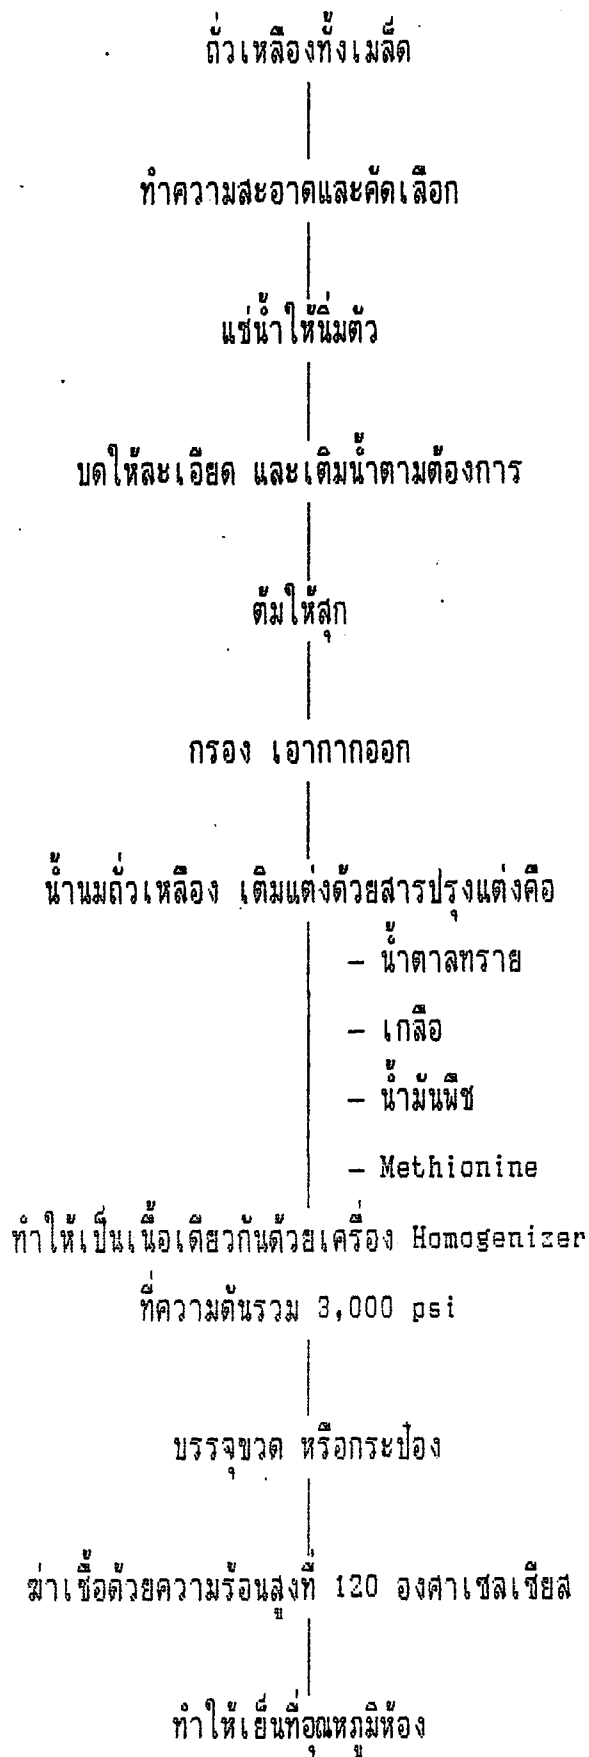 ถั่วเหลืองทั้งเมล็ด
ทำความสะอาดและคัดเลือก
แช่น้ำให้นิ่มตัว
บดให้ละเอียด และเติมน้ำตามต้องการ
ต้มให้สุก
กรอง เอากากออก
น้ำนมถั่วเหลือง เติมแต่งด้วยสารปรุงแต่งคือ
– น้ำตาลทราย
– เกลือ
– น้ำมันพืช
– Methionine
ทำให้เป็นเนื้อเดียวกันด้วยเครื่อง Homogenizer
ที่ความดันรวม 3,000 psi
บรรจุขวด หรือกระป๋อง
ฆ่าเชื้อด้วยความร้อนสูงที่ 120 องศาเซลเซียส
ทำให้เย็นที่อุณหภูมิห้อง